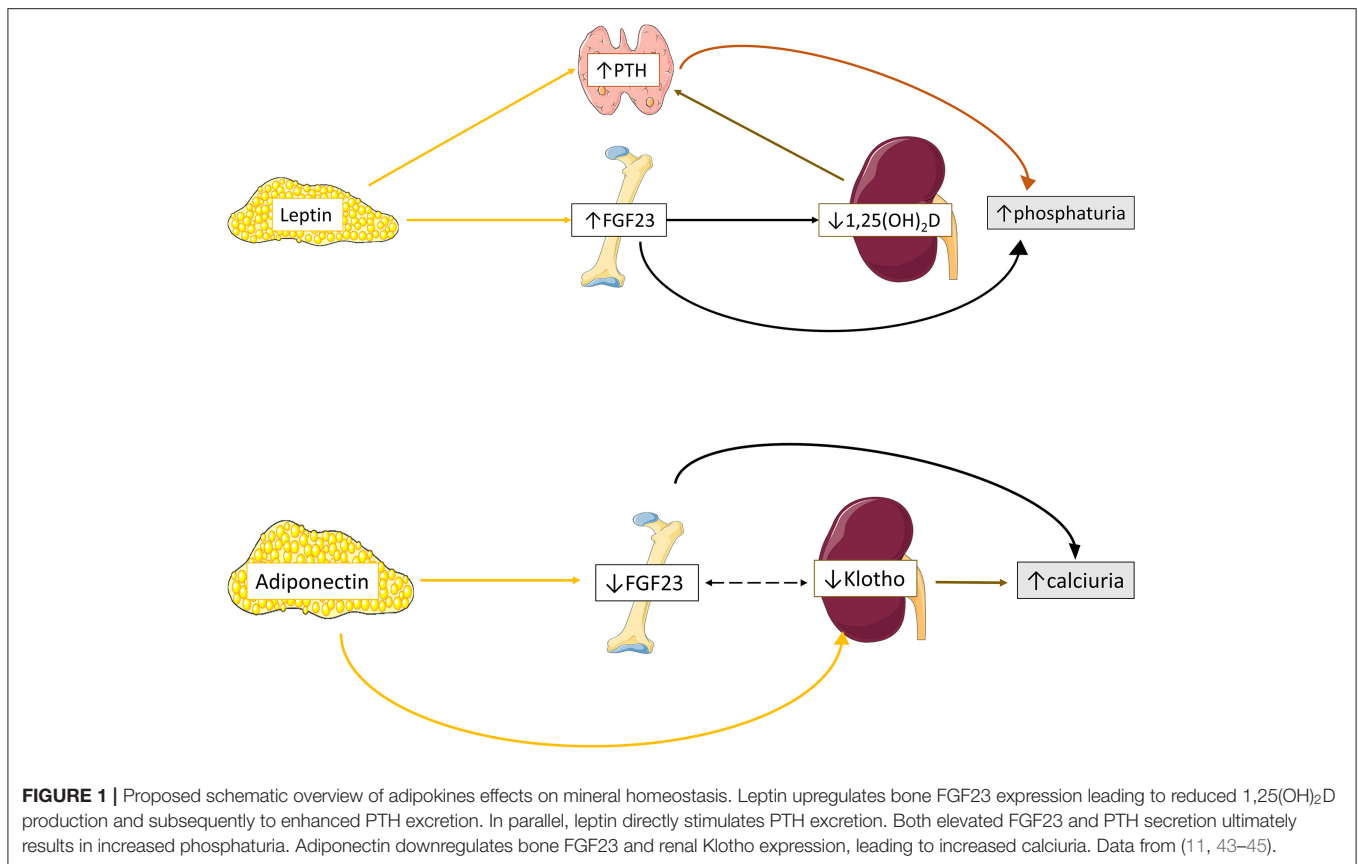 ↑PTH
Leptin
↑FGF23
↓1,25(OH)₂D
↑phosphaturia
Adiponectin
↓FGF23
↓Klotho
↑calciuria
FIGURE 1 | Proposed schematic overview of adipokines effects on mineral homeostasis. Leptin upregulates bone FGF23 expression leading to reduced 1,25(OH)₂D
production and subsequently to enhanced PTH excretion. In parallel, leptin directly stimulates PTH excretion. Both elevated FGF23 and PTH secretion ultimately
results in increased phosphaturia. Adiponectin downregulates bone FGF23 and renal Klotho expression, leading to increased calciuria. Data from (11, 43–45).